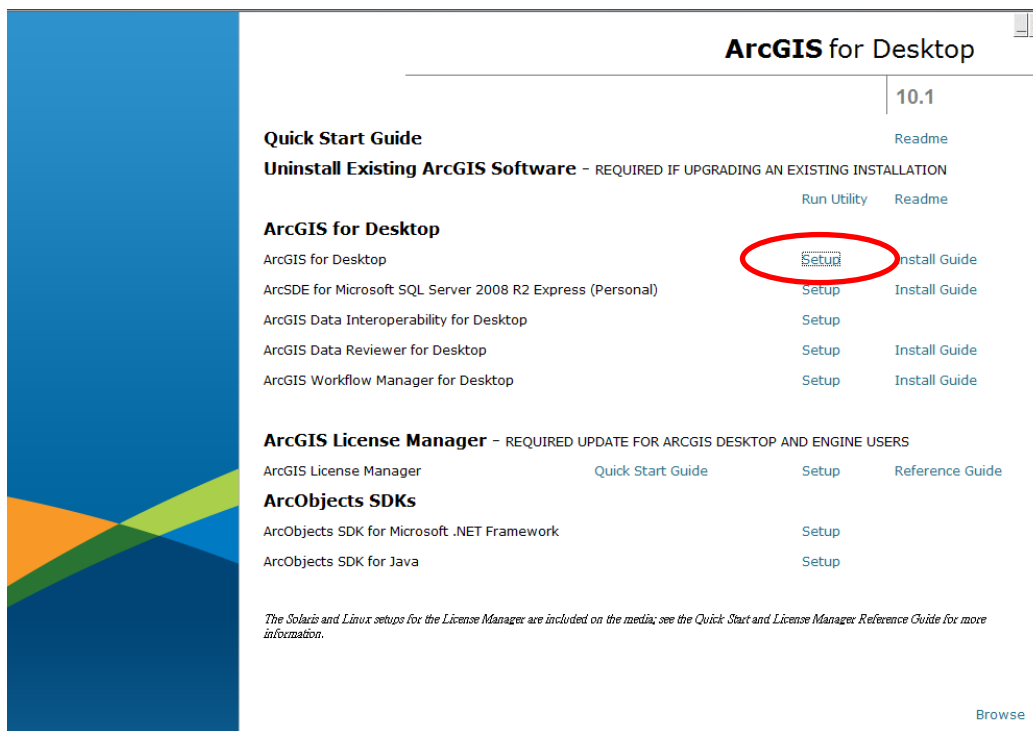 ArcGIS for Desktop
10.1
Quick Start Guide Readme
Uninstall Existing ArcGIS Software – REQUIRED IF UPGRADING AN EXISTING INSTALLATION
Run Utility Readme
ArcGIS for Desktop
ArcGIS for Desktop Setup Install Guide
ArcSDE for Microsoft SQL Server 2008 R2 Express (Personal) Setup Install Guide
ArcGIS Data Interoperability for Desktop Setup
ArcGIS Data Reviewer for Desktop Setup Install Guide
ArcGIS Workflow Manager for Desktop Setup Install Guide
ArcGIS License Manager – REQUIRED UPDATE FOR ARCGIS DESKTOP AND ENGINE USERS
ArcGIS License Manager Quick Start Guide Setup Reference Guide
ArcObjects SDKs
ArcObjects SDK for Microsoft .NET Framework Setup
ArcObjects SDK for Java Setup
The Solaris and Linux setups for the License Manager are included on the media; see the Quick Start and License Manager Reference Guide for more
information.
Browse